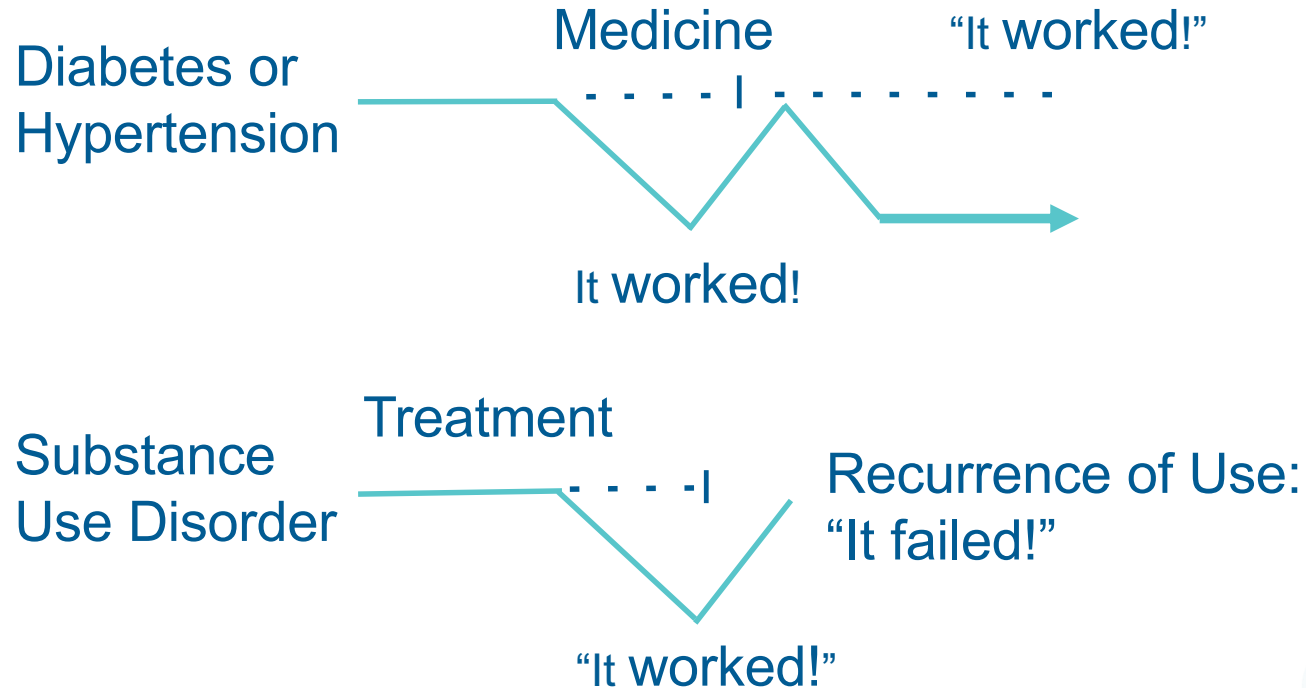 Medicine
“It worked!”
Diabetes or
Hypertension
It worked!
Treatment
Substance
Use Disorder
Recurrence of Use:
“It failed!”
“It worked!”